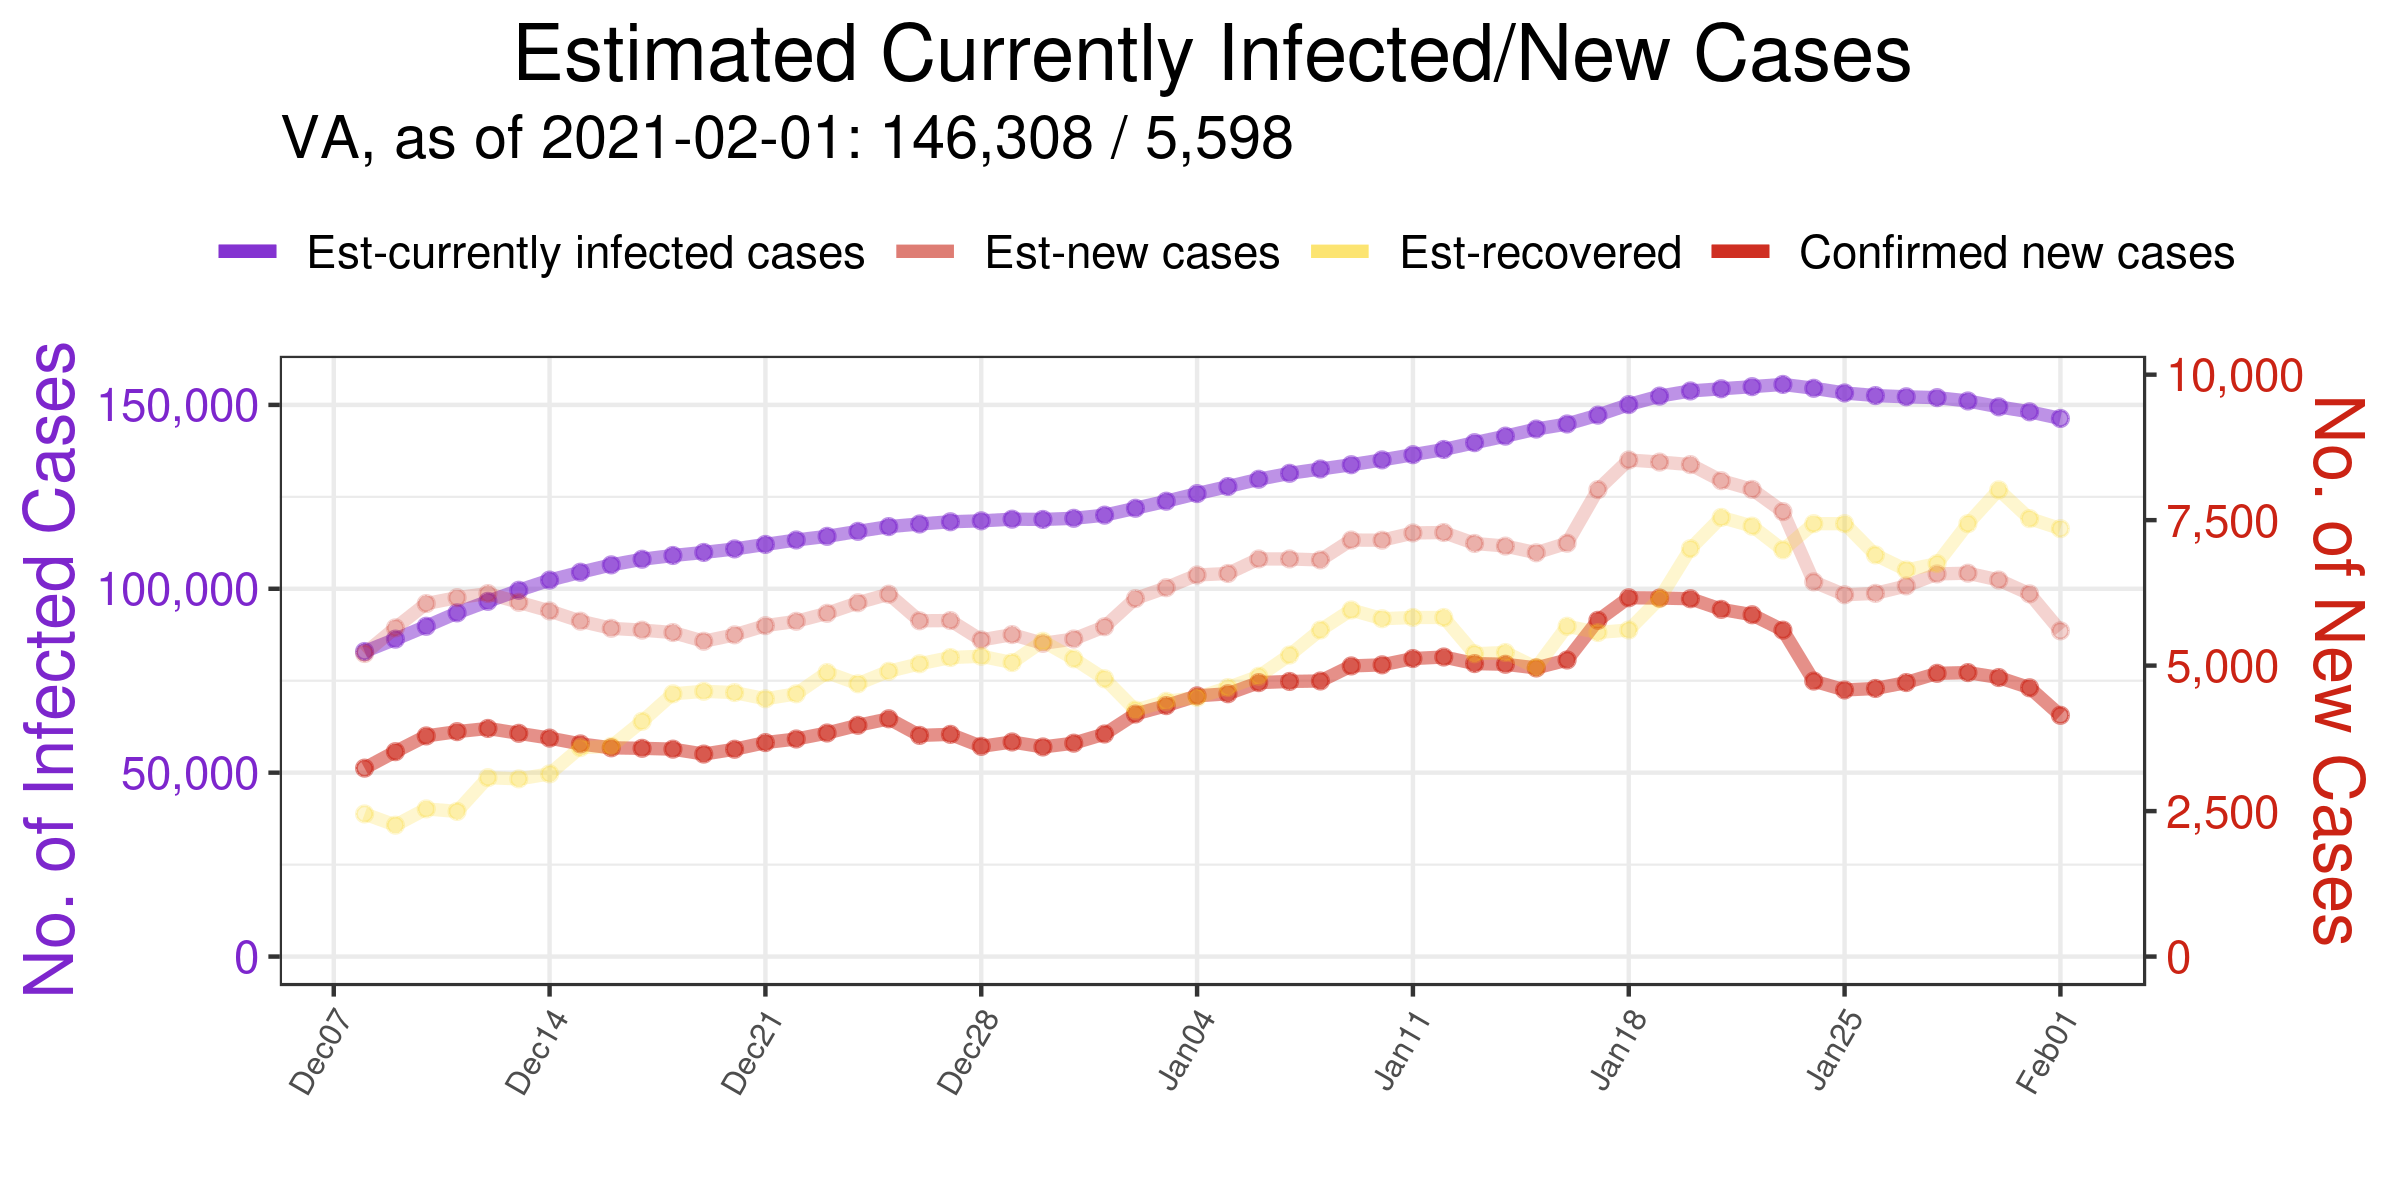 Estimated Currently Infected/New Cases
VA, as of 2021-02-01: 146,308 / 5,598
Est-currently infected cases
Est-new cases
Est-recovered
Confirmed new cases
No. of Infected Cases
150,000
100,000
50,000
0
10,000
7,500
5,000
2,500
0
No. of New Cases
Dec07
Dec14
Dec21
Dec28
Jan04
Jan11
Jan18
Jan25
Feb01